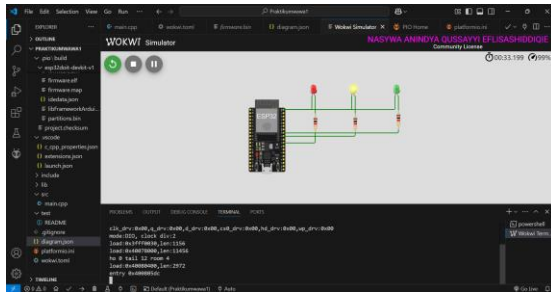 File Edit Selection View Go Run ...
Praktikumwawa1
EXPLORER
main.cpp
wokwi.toml
firmware.bin
diagram.json
Wokwi Simulator
PIO Home
platformio.ini
OUTLINE
PRAKTIKUMWAWA1
.pio\build
esp32doit-devkit-v1
firmware.elf
firmware.map
idedata.json
libFrameworkArdui...
partitions.bin
project.checksum
.vscode
c_cpp_properties.json
extensions.json
launch.json
include
lib
src
main.cpp
test
README
.gitignore
diagram.json
platformio.ini
wokwi.toml
TIMELINE
WOKWI Simulator
NASYWA ANINDYA QUSSAYYI EFLISASHIDDIQIE
Community License
00:33.199 99%
ESP32
PROBLEMS OUTPUT DEBUG CONSOLE TERMINAL PORTS
powershell
Wokwi Term...
clk_drv:0x00,q_drv:0x00,d_drv:0x00,cs0_drv:0x00,hd_drv:0x00,wp_drv:0x00
mode:DIO, clock div:2
load:0x3fff0030,len:1156
load:0x40078000,len:11456
ho 0 tail 12 room 4
load:0x40080400,len:2972
entry 0x400805dc
Default (Praktikumwawa1)
Auto
Go Live